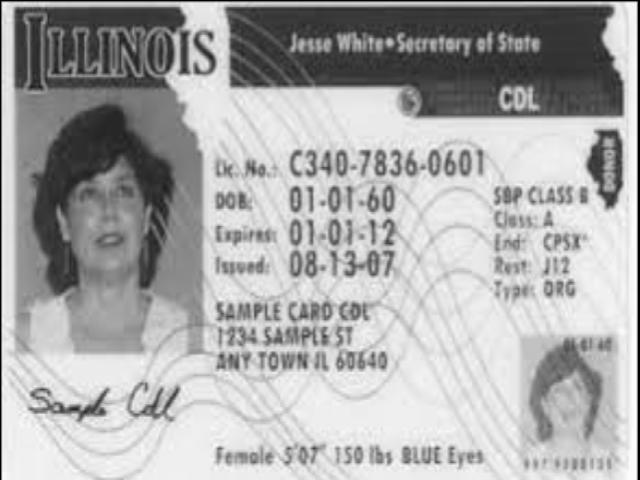 ILLINOIS
Jesse White•Secretary of State
CDL
Lic. No.: C340-7836-0601
DOB: 01-01-60
Expires: 01-01-12
Issued: 08-13-07
DONOR
SBP CLASS B
Class: A
End: CPSX*
Rest: J12
Type: ORG
SAMPLE CARD CDL
1234 SAMPLE ST
ANY TOWN IL 60640
01-01-60
Sample Cdl
Female 5'07" 150 lbs BLUE Eyes